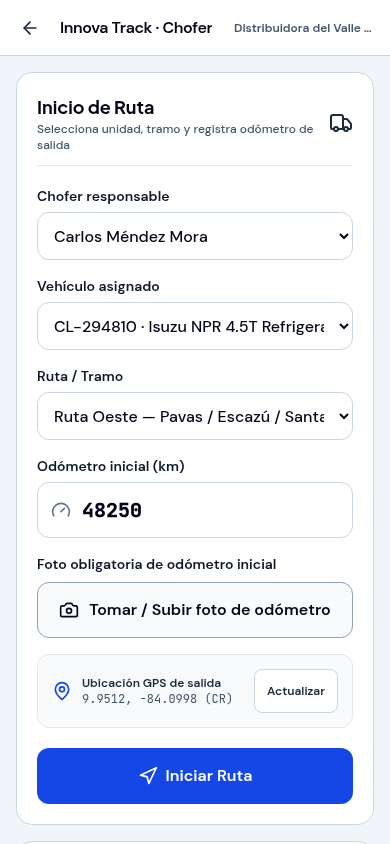 Innova Track · Chofer
Distribuidora del Valle ...
Inicio de Ruta
Selecciona unidad, tramo y registra odómetro de
salida
Chofer responsable
Carlos Méndez Mora
Vehículo asignado
CL-294810 · Isuzu NPR 4.5T Refrigera
Ruta / Tramo
Ruta Oeste — Pavas / Escazú / Santa
Odómetro inicial (km)
48250
Foto obligatoria de odómetro inicial
Tomar / Subir foto de odómetro
Ubicación GPS de salida
9.9512, -84.0998 (CR)
Actualizar
Iniciar Ruta